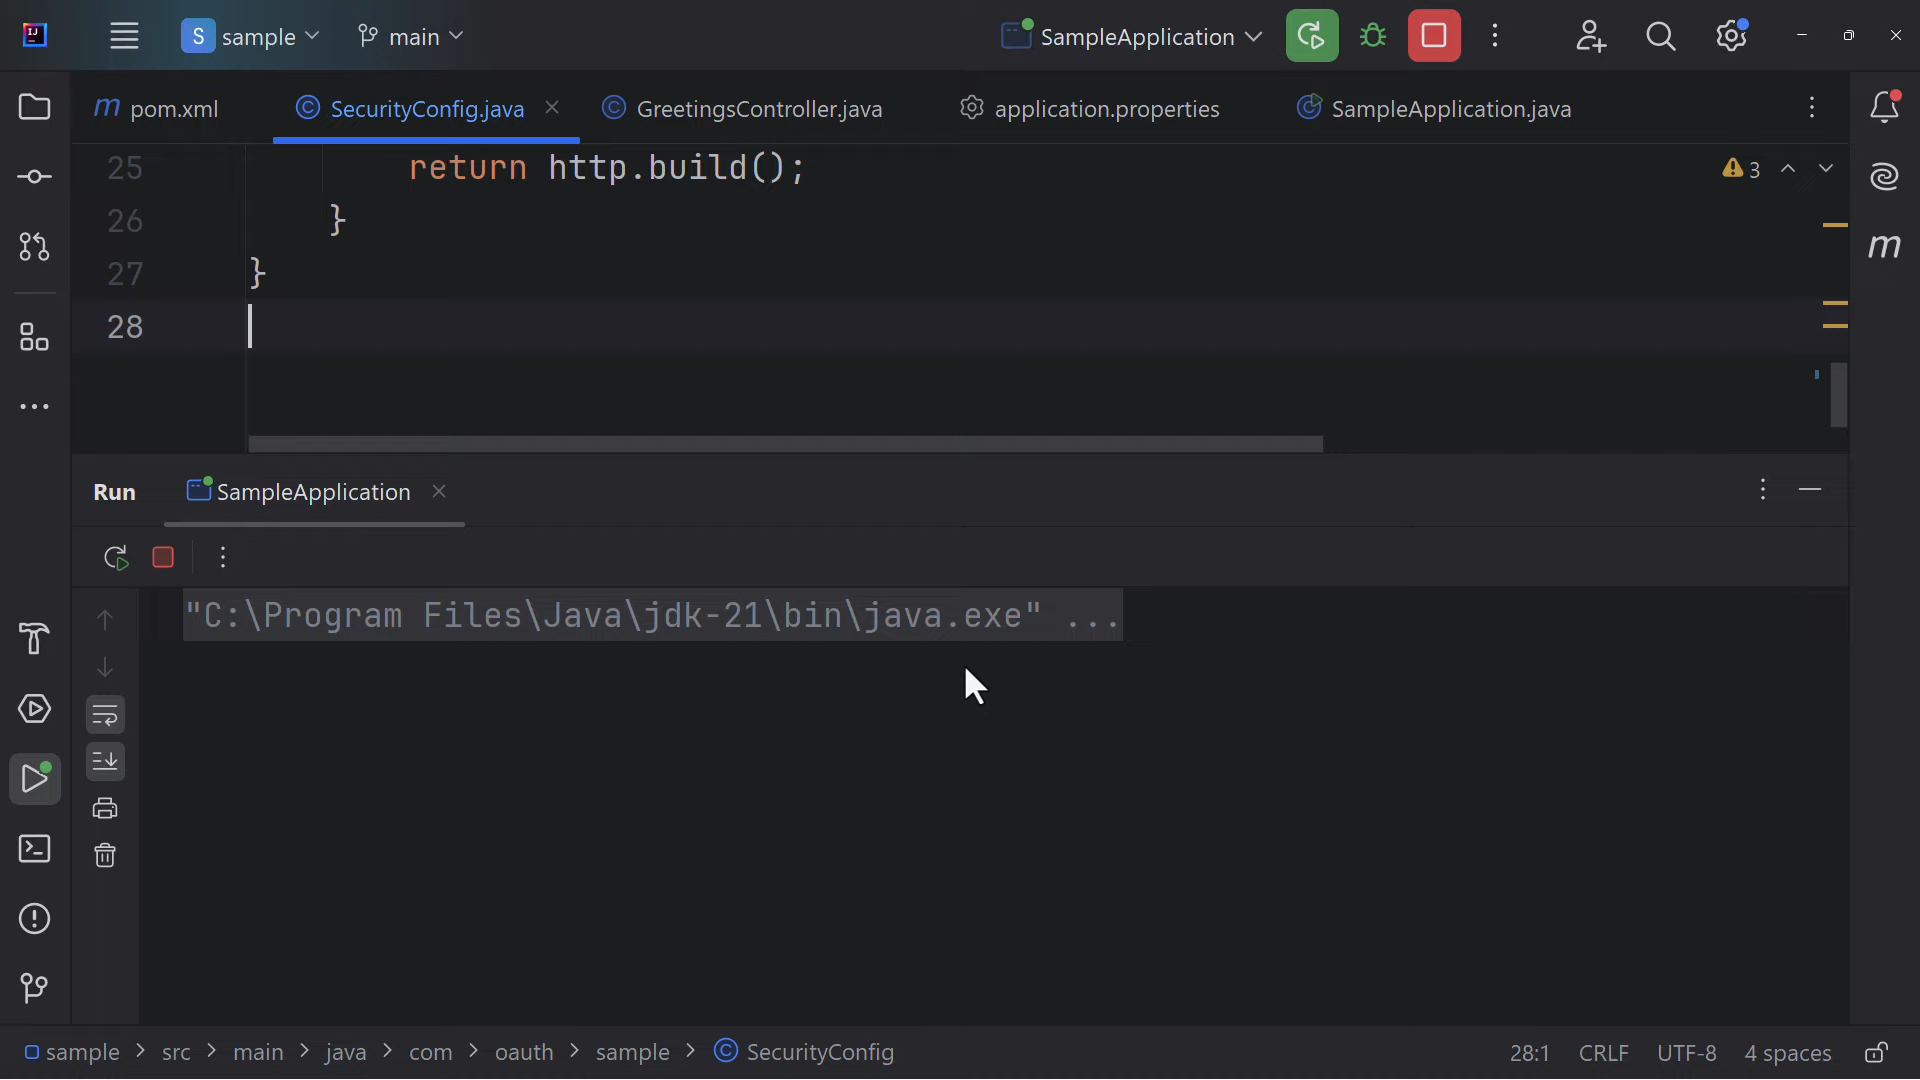 IJ S sample main SampleApplication
m pom.xml SecurityConfig.java GreetingsController.java application.properties SampleApplication.java
25 return http.build(); 3
26 }
27 }
28
m
Run SampleApplication
"C:\Program Files\Java\jdk-21\bin\java.exe" ...
sample src main java com oauth sample SecurityConfig 28:1 CRLF UTF-8 4 spaces